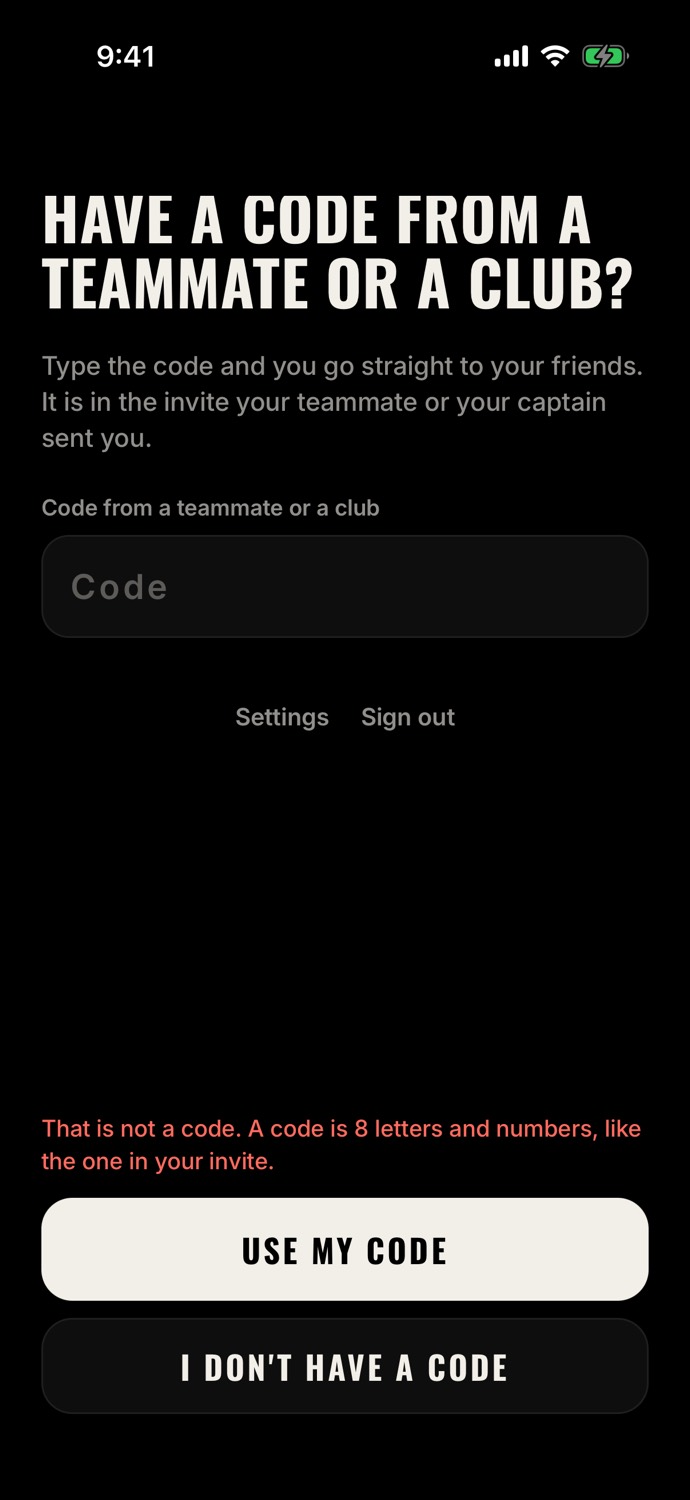 9:41
HAVE A CODE FROM A
TEAMMATE OR A CLUB?
Type the code and you go straight to your friends.
It is in the invite your teammate or your captain
sent you.
Code from a teammate or a club
Code
Settings Sign out
That is not a code. A code is 8 letters and numbers, like
the one in your invite.
USE MY CODE
I DON'T HAVE A CODE